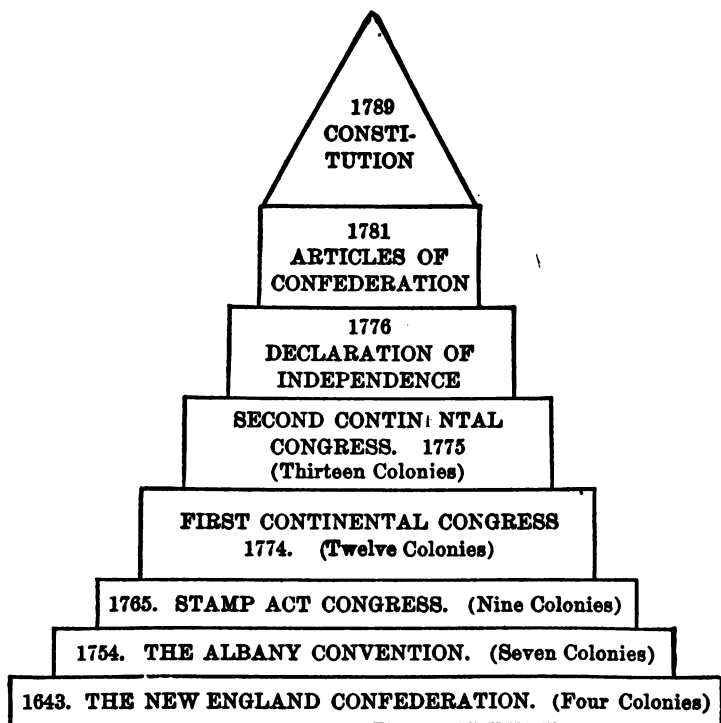 1789
CONSTI-
TUTION
1781
ARTICLES OF
CONFEDERATION
1776
DECLARATION OF
INDEPENDENCE
SECOND CONTINENTAL
CONGRESS. 1775
(Thirteen Colonies)
FIRST CONTINENTAL CONGRESS
1774. (Twelve Colonies)
1765. STAMP ACT CONGRESS. (Nine Colonies)
1754. THE ALBANY CONVENTION. (Seven Colonies)
1643. THE NEW ENGLAND CONFEDERATION. (Four Colonies)